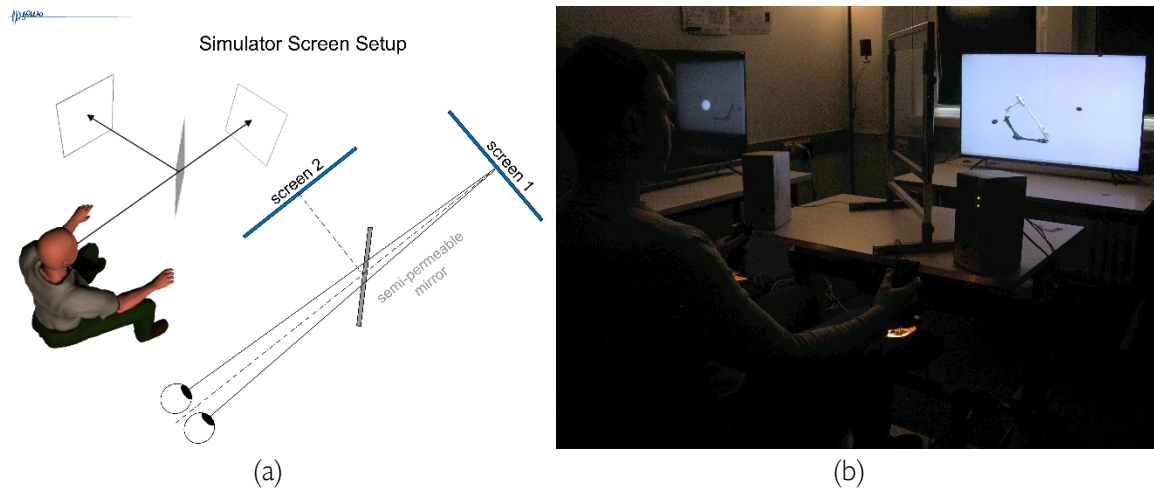 Simulator Screen Setup
screen 2
screen 1
semi-permeable
mirror
(a)
(b)